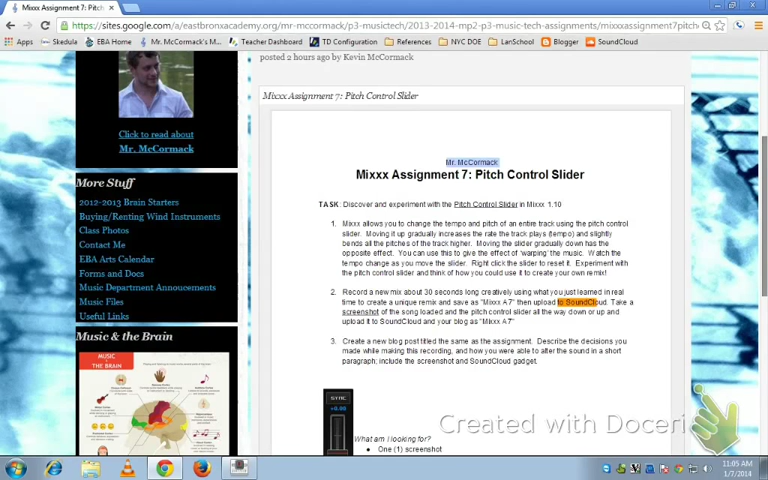 Mixxx Assignment 7: Pitch C
https://sites.google.com/a/eastbronxacademy.org/mr-mccormack/p3-musictech/2013-2014-mp2-p3-music-tech-assignments/mixxxassignment7pitch
Apps Skedula EBA Home Mr. McCormack's M... Teacher Dashboard TD Configuration References NYC DOE LanSchool Blogger SoundCloud
posted 2 hours ago by Kevin McCormack
Click to read about
Mr. McCormack
More Stuff
2012-2013 Brain Starters
Buying/Renting Wind Instruments
Class Photos
Contact Me
EBA Arts Calendar
Forms and Docs
Music Department Annoucements
Music Files
Useful Links
Music & the Brain
MUSIC & THE BRAIN
Mixxx Assignment 7: Pitch Control Slider
Mr. McCormack
Mixxx Assignment 7: Pitch Control Slider
TASK: Discover and experiment with the Pitch Control Slider in Mixxx 1.10
1. Mixxx allows you to change the tempo and pitch of an entire track using the pitch control
slider. Moving it up gradually increases the rate the track plays (tempo) and slightly
bends all the pitches of the track higher. Moving the slider gradually down has the
opposite effect. You can use this to give the effect of 'warping' the music. Watch the
tempo change as you move the slider. Right click the slider to reset it. Experiment with
the pitch control slider and think of how you could use it to create your own remix!
2. Record a new mix about 30 seconds long creatively using what you just learned in real
time to create a unique remix and save as "Mixxx A7" then upload to SoundCloud. Take a
screenshot of the song loaded and the pitch control slider all the way down or up and
upload it to SoundCloud and your blog as "Mixxx A7"
3. Create a new blog post titled the same as the assignment. Describe the decisions you
made while making this recording, and how you were able to alter the sound in a short
paragraph; include the screenshot and SoundCloud gadget.
SYNC
+0.00
What am I looking for?
● One (1) screenshot
Created with Doceri
11:05 AM
1/7/2014